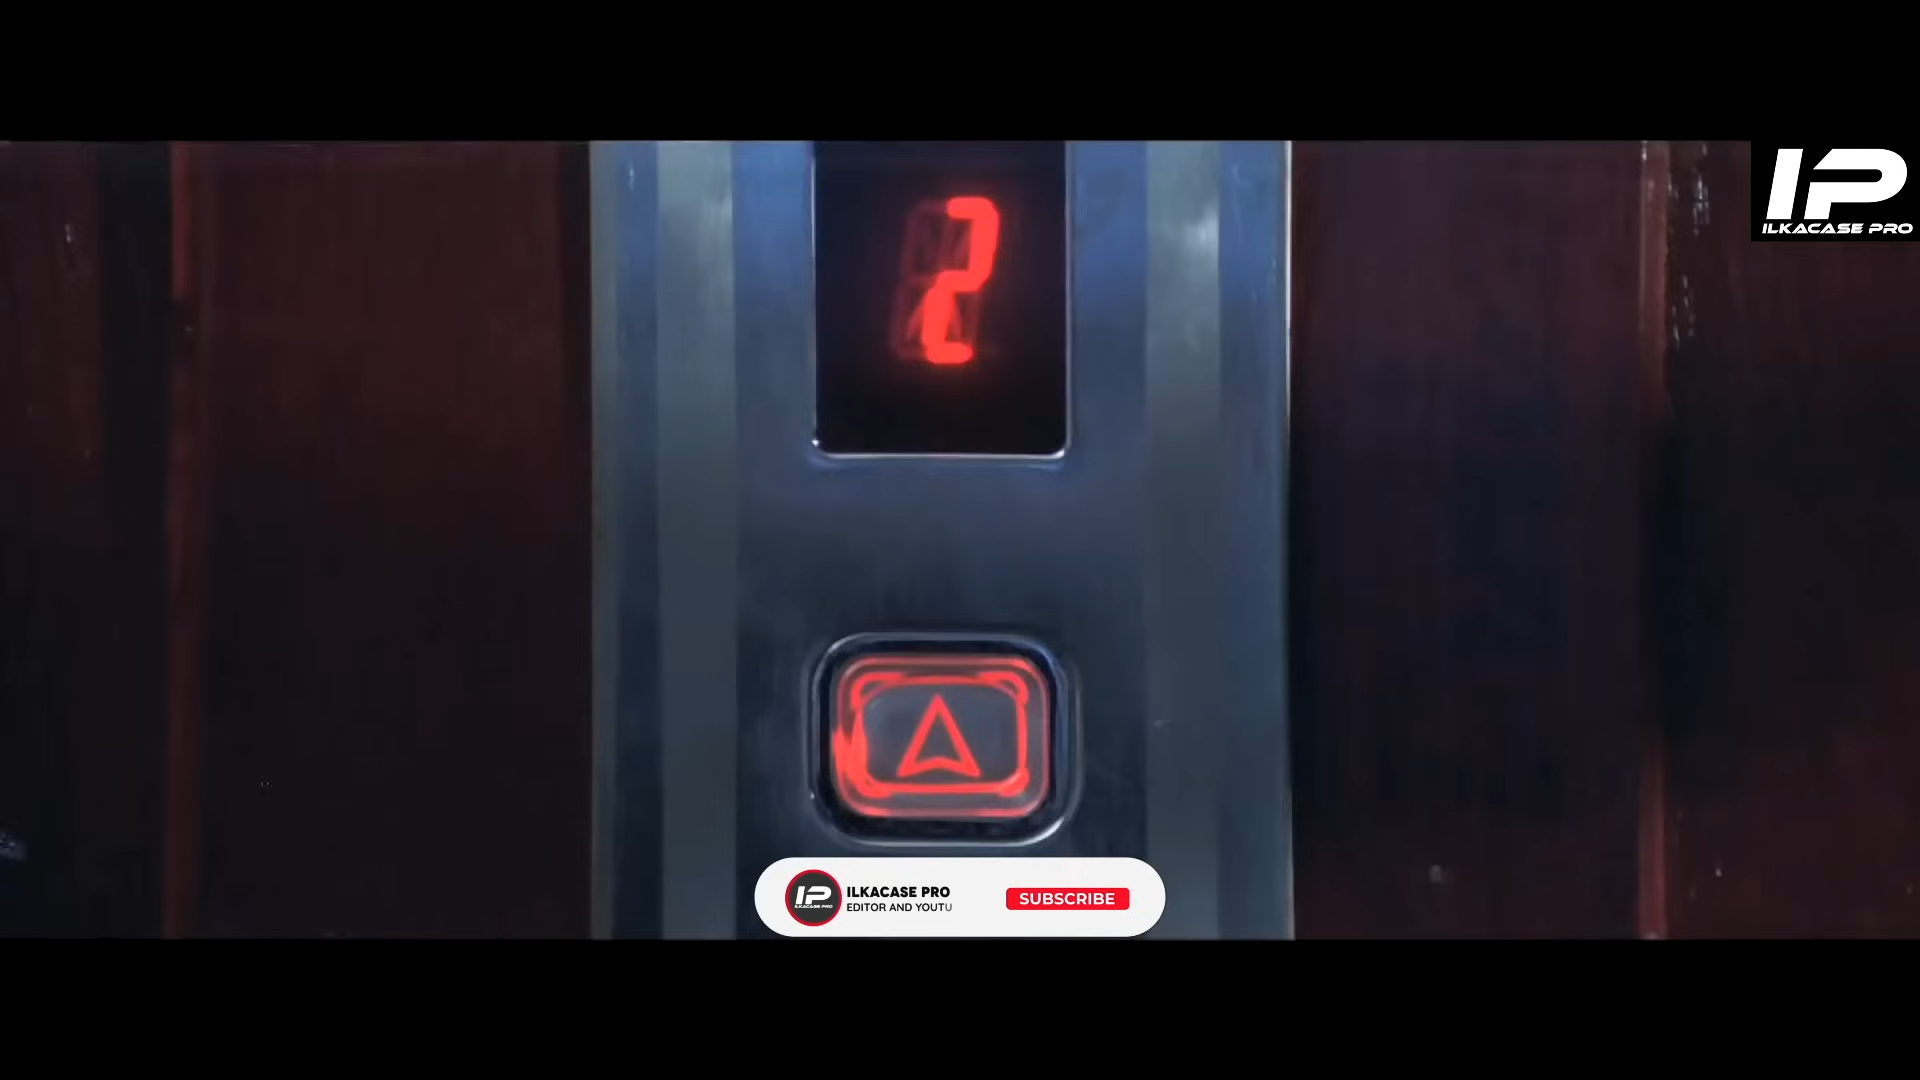 2
IP
ILKACASE PRO
IP
ILKACASE PRO
ILKACASE PRO
EDITOR AND YOUTU
SUBSCRIBE